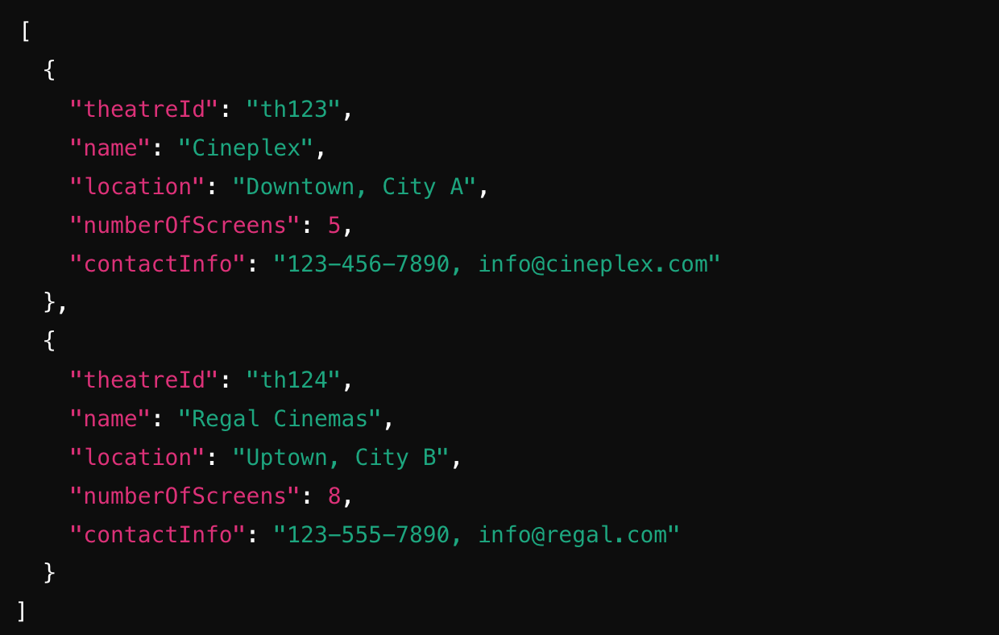 [
  {
    "theatreId": "th123",
    "name": "Cineplex",
    "location": "Downtown, City A",
    "numberOfScreens": 5,
    "contactInfo": "123-456-7890, info@cineplex.com"
  },
  {
    "theatreId": "th124",
    "name": "Regal Cinemas",
    "location": "Uptown, City B",
    "numberOfScreens": 8,
    "contactInfo": "123-555-7890, info@regal.com"
  }
]